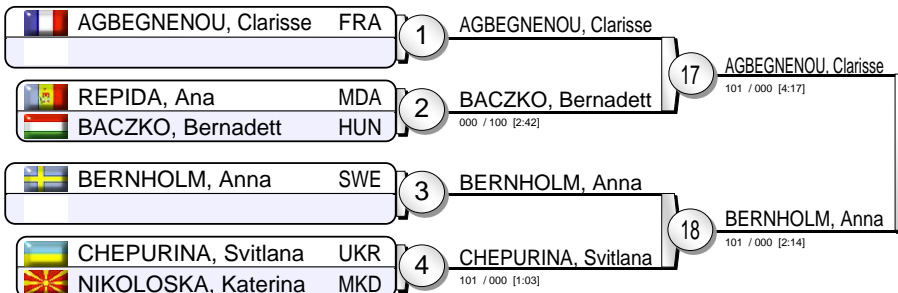 AGBEGNENOU, Clarisse FRA
1
AGBEGNENOU, Clarisse
17
AGBEGNENOU, Clarisse
101 / 000 [4:17]
REPIDA, Ana MDA
BACZKO, Bernadett HUN
2
BACZKO, Bernadett
000 / 100 [2:42]
BERNHOLM, Anna SWE
3
BERNHOLM, Anna
18
BERNHOLM, Anna
101 / 000 [2:14]
CHEPURINA, Svitlana UKR
NIKOLOSKA, Katerina MKD
4
CHEPURINA, Svitlana
101 / 000 [1:03]